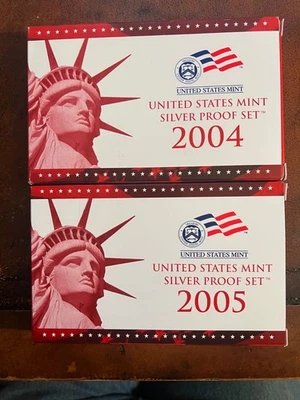 UNITED STATES MINT
UNITED STATES MINT
SILVER PROOF SET™
2004
UNITED STATES MINT
UNITED STATES MINT
SILVER PROOF SET™
2005